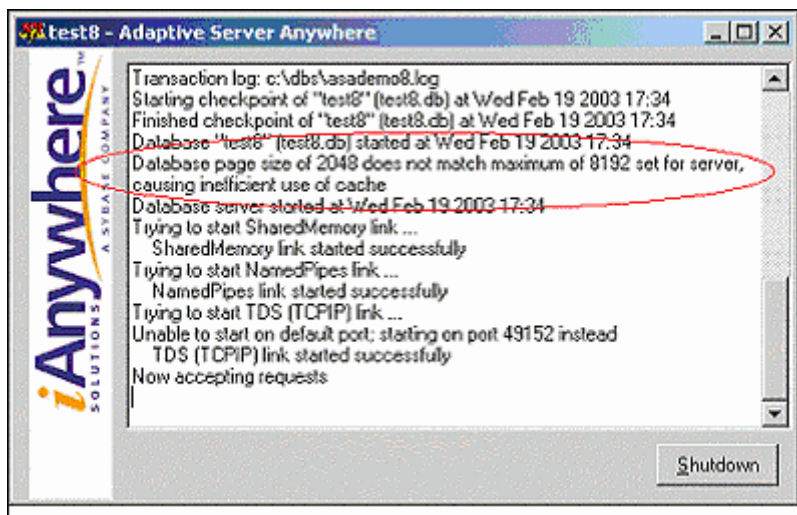 test8 - Adaptive Server Anywhere
iAnywhere™
SOLUTIONS
A SYBASE COMPANY
Transaction log: c:\dbs\asademo8.log
Starting checkpoint of "test8" (test8.db) at Wed Feb 19 2003 17:34
Finished checkpoint of "test8" (test8.db) at Wed Feb 19 2003 17:34
Database "test8" (test8.db) started at Wed Feb 19 2003 17:34
Database page size of 2048 does not match maximum of 8192 set for server,
causing inefficient use of cache
Database server started at Wed Feb 19 2003 17:34
Trying to start SharedMemory link ...
SharedMemory link started successfully
Trying to start NamedPipes link ...
NamedPipes link started successfully
Trying to start TDS (TCPIP) link ...
Unable to start on default port; starting on port 49152 instead
TDS (TCPIP) link started successfully
Now accepting requests
Shutdown